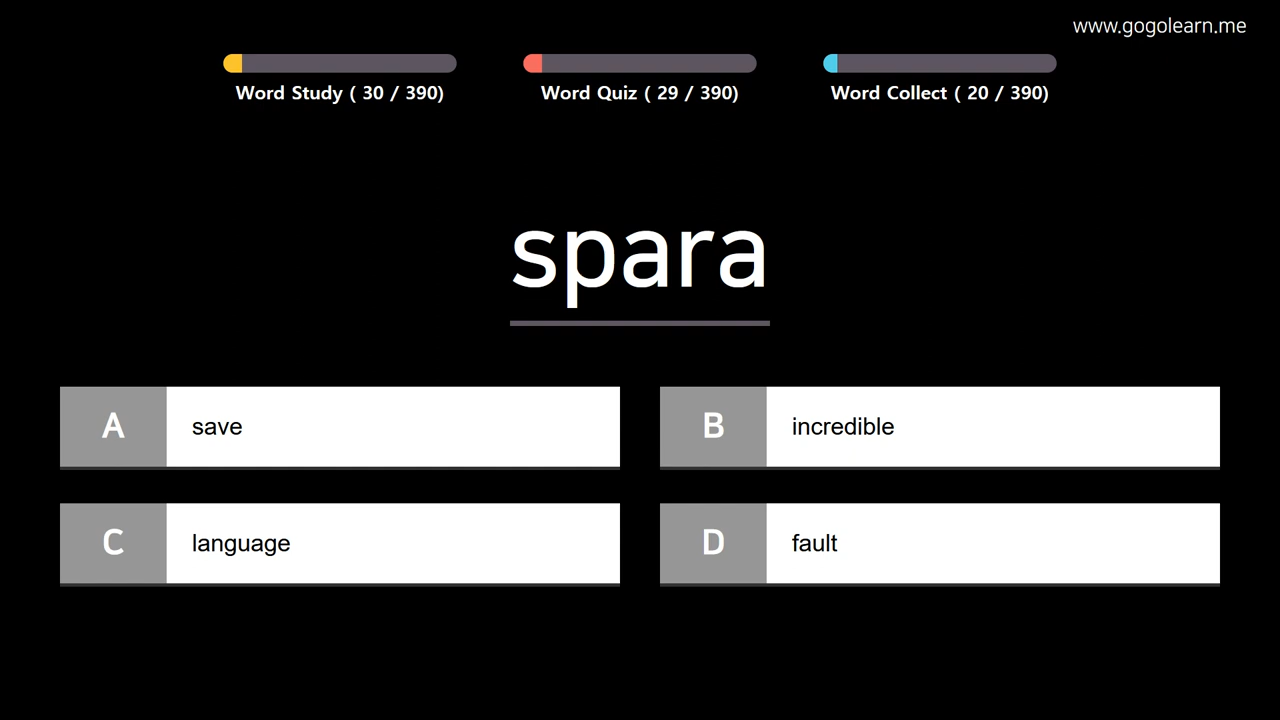 www.gogolearn.me
Word Study ( 30 / 390)
Word Quiz ( 29 / 390)
Word Collect ( 20 / 390)
spara
A save
B incredible
C language
D fault